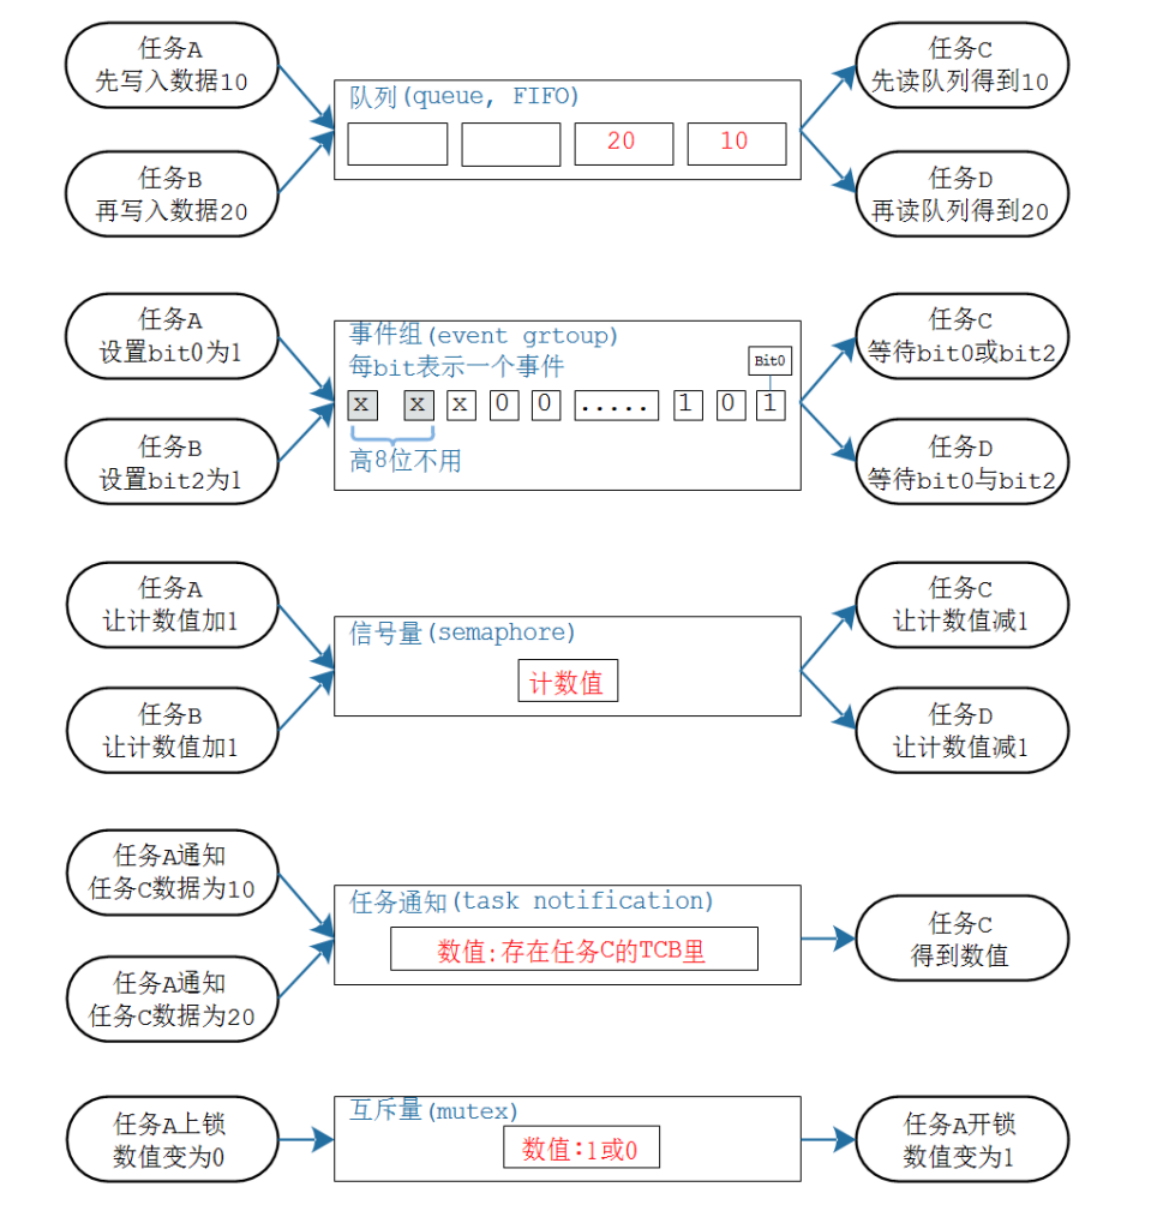 任务A
先写入数据10
任务B
再写入数据20
队列(queue, FIFO)
20
10
任务C
先读队列得到10
任务D
再读队列得到20
任务A
设置bit0为1
任务B
设置bit2为1
事件组(event grtoup)
每bit表示一个事件
Bit0
x x x 0 0 ..... 1 0 1
高8位不用
任务C
等待bit0或bit2
任务D
等待bit0与bit2
任务A
让计数值加1
任务B
让计数值加1
信号量(semaphore)
计数值
任务C
让计数值减1
任务D
让计数值减1
任务A通知
任务C数据为10
任务A通知
任务C数据为20
任务通知(task notification)
数值:存在任务C的TCB里
任务C
得到数值
任务A上锁
数值变为0
互斥量(mutex)
数值:1或0
任务A开锁
数值变为1